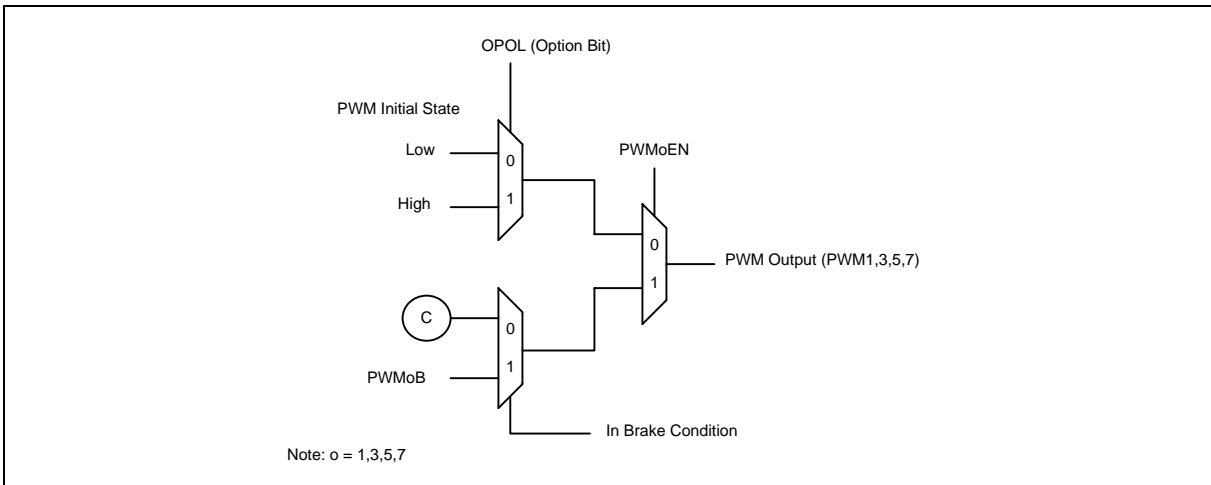 OPOL (Option Bit)
PWM Initial State
Low
0
High
1
PWMoEN
0
1
PWM Output (PWM1,3,5,7)
C
0
PWMoB
1
In Brake Condition
Note: o = 1,3,5,7